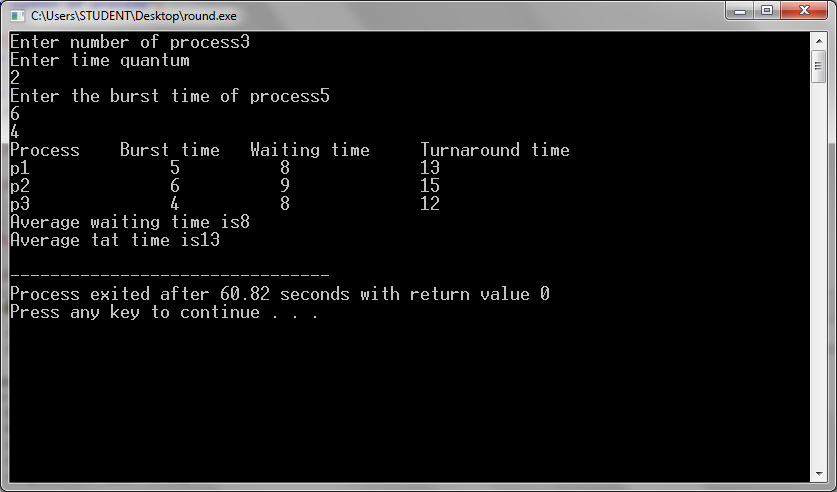 C:\Users\STUDENT\Desktop\round.exe
Enter number of process3
Enter time quantum
2
Enter the burst time of process5
6
4
Process    Burst time   Waiting time     Turnaround time
p1              5          8             13
p2              6          9             15
p3              4          8             12
Average waiting time is8
Average tat time is13
--------------------------------
Process exited after 60.82 seconds with return value 0
Press any key to continue . . .